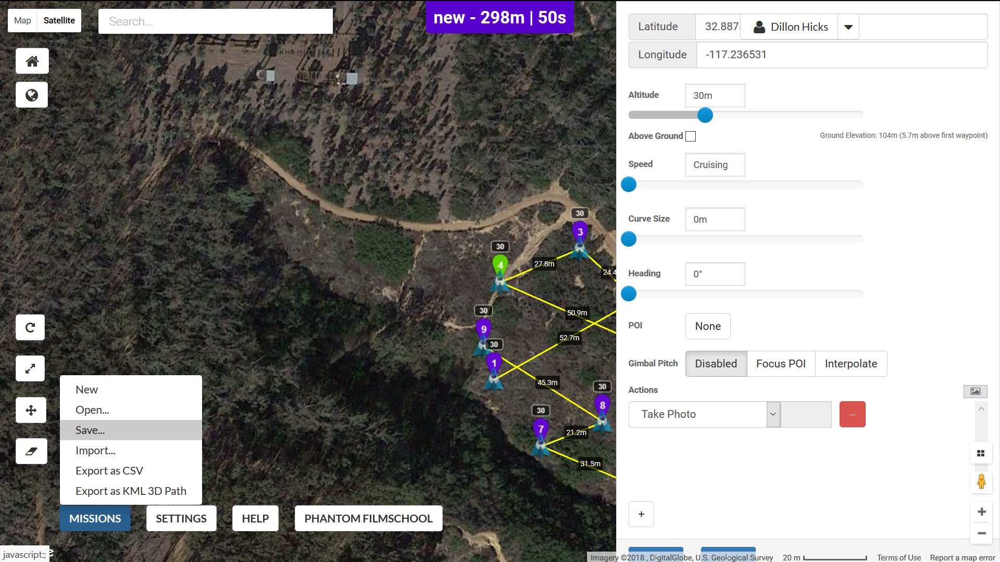 Map
Satellite
Search...
new - 298m | 50s
Latitude
32.887
Dillon Hicks
Longitude
-117.236531
Altitude
30m
Above Ground
Ground Elevation: 104m (5.7m above first waypoint)
Speed
Cruising
Curve Size
0m
Heading
0°
POI
None
Gimbal Pitch
Disabled
Focus POI
Interpolate
Actions
Take Photo
+
30
3
30
4
27.8m
24.4
50.9m
30
9
52.7m
30
1
45.3m
30
8
30
7
21.2m
31.5m
New
Open...
Save...
Import...
Export as CSV
Export as KML 3D Path
MISSIONS
SETTINGS
HELP
PHANTOM FILMSCHOOL
javascript:;
Imagery ©2018 , DigitalGlobe, U.S. Geological Survey
20 m
Terms of Use
Report a map error